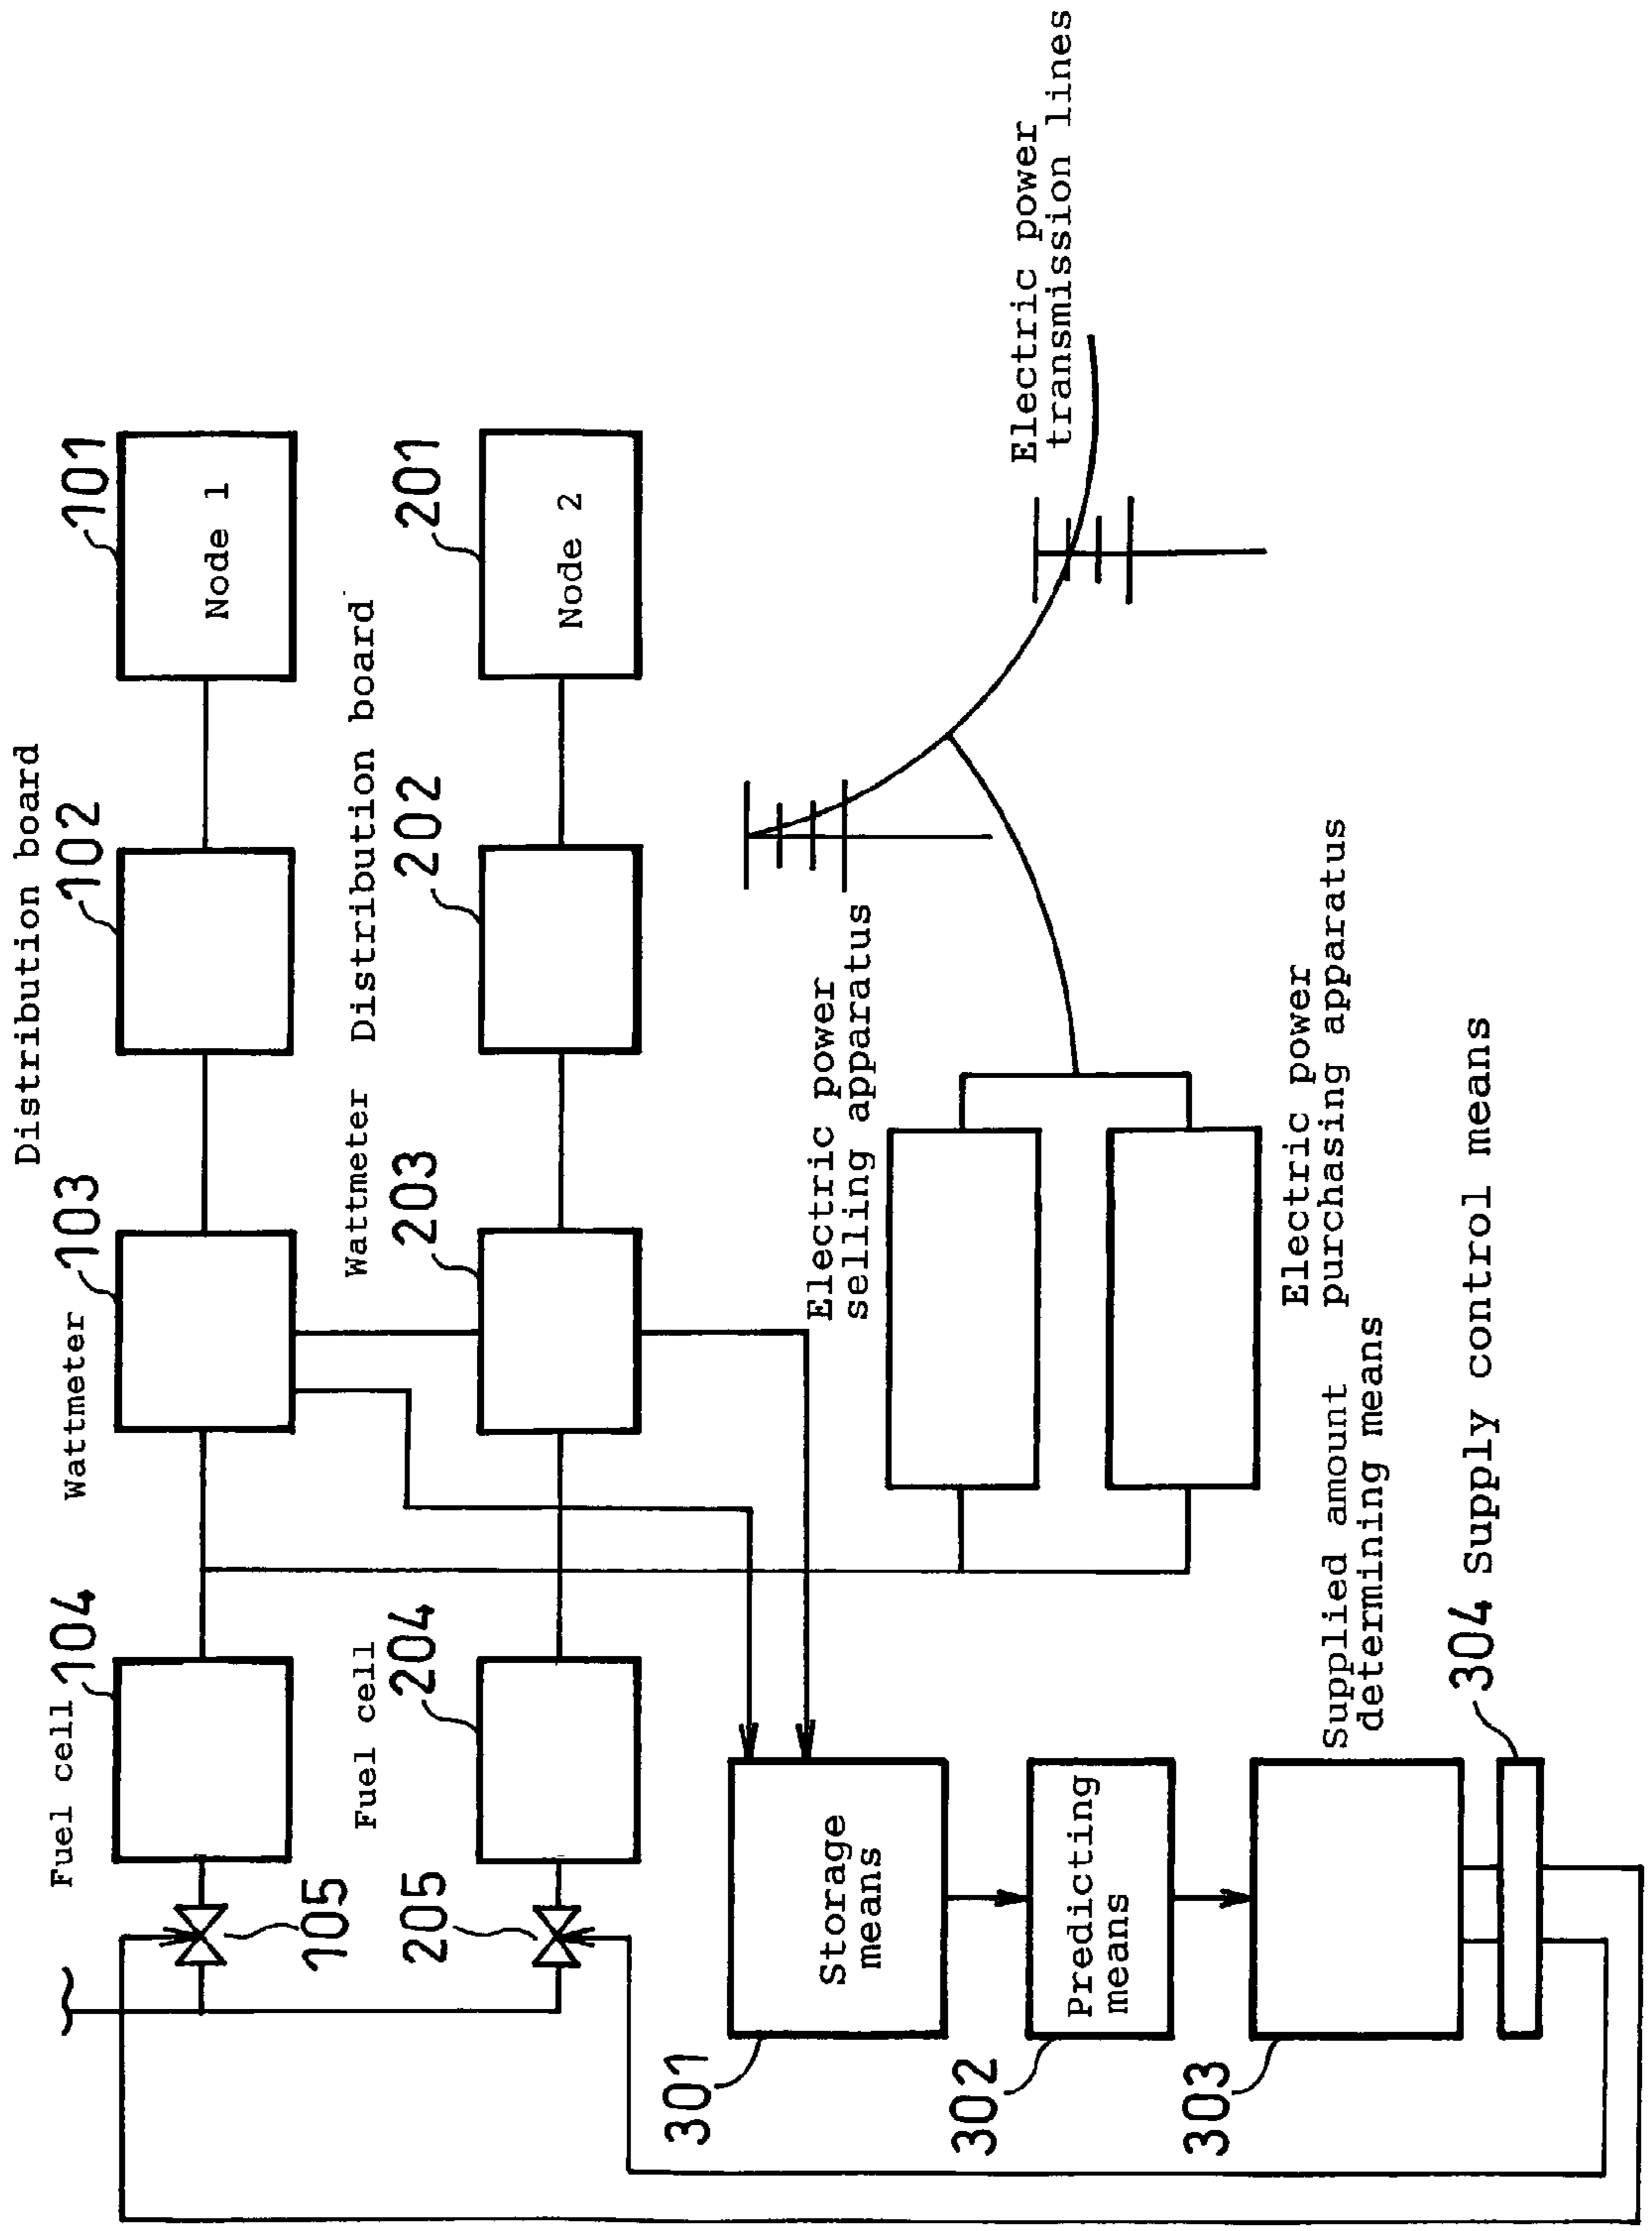 Distribution board
Fuel cell
104
Wattmeter
103
102
101
Node 1
105
Fuel cell
204
Wattmeter
203
Distribution board
202
201
Node 2
205
301
Storage
means
302
Predicting
means
303
Supplied amount
determining means
304
Supply control means
Electric power
selling apparatus
Electric power
purchasing apparatus
Electric power
transmission lines